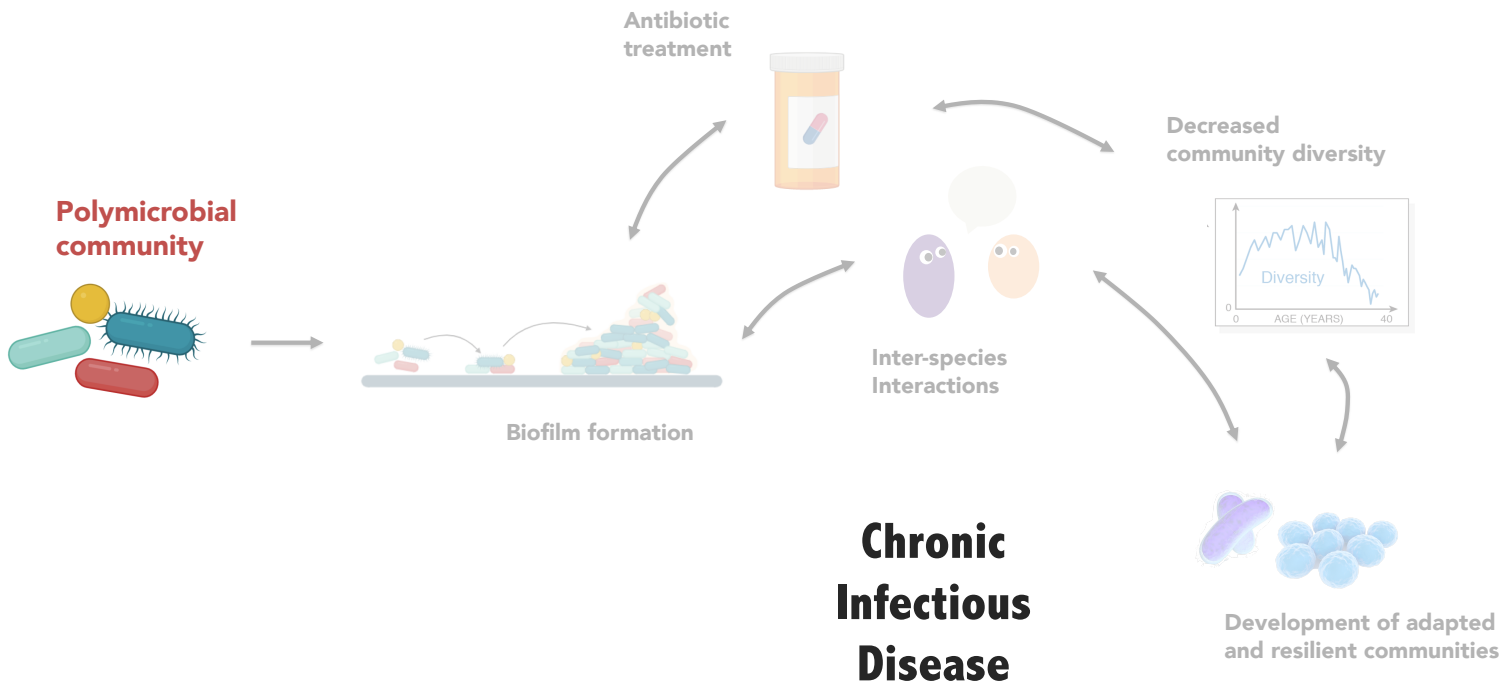 Antibiotic
treatment
Decreased
community diversity
Polymicrobial
community
Diversity
0
0
AGE (YEARS)
40
Inter-species
Interactions
Biofilm formation
Chronic
Infectious
Disease
Development of adapted
and resilient communities